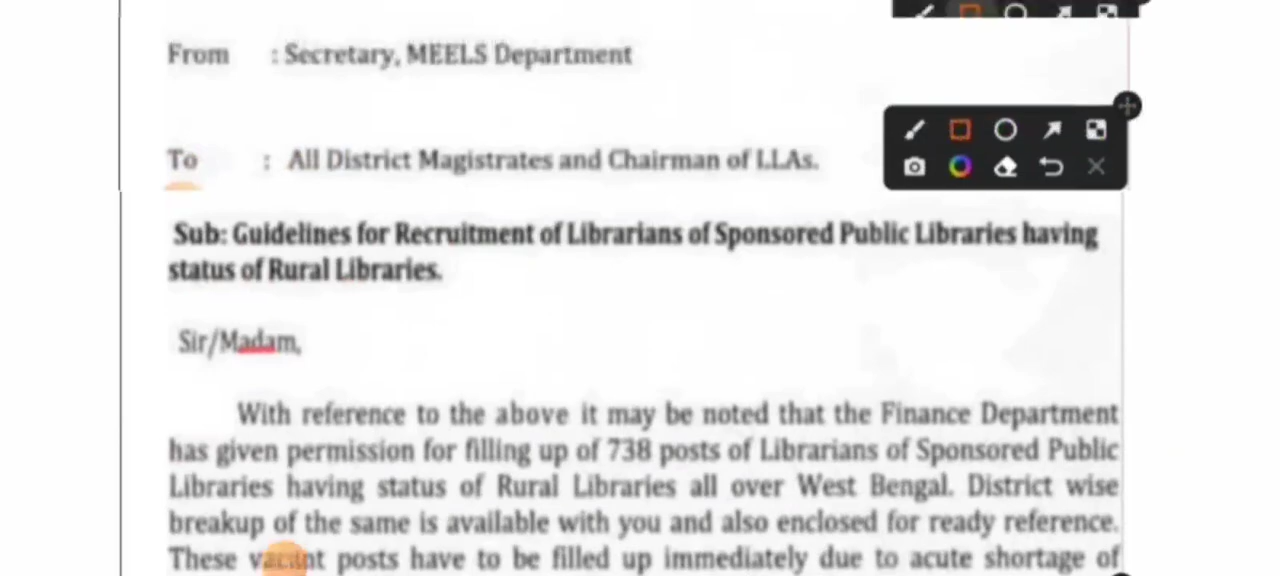 From : Secretary, MEELS Department
To : All District Magistrates and Chairman of LLAs.
Sub: Guidelines for Recruitment of Librarians of Sponsored Public Libraries having
status of Rural Libraries.
Sir/Madam,
With reference to the above it may be noted that the Finance Department
has given permission for filling up of 738 posts of Librarians of Sponsored Public
Libraries having status of Rural Libraries all over West Bengal. District wise
breakup of the same is available with you and also enclosed for ready reference.
These vacant posts have to be filled up immediately due to acute shortage of